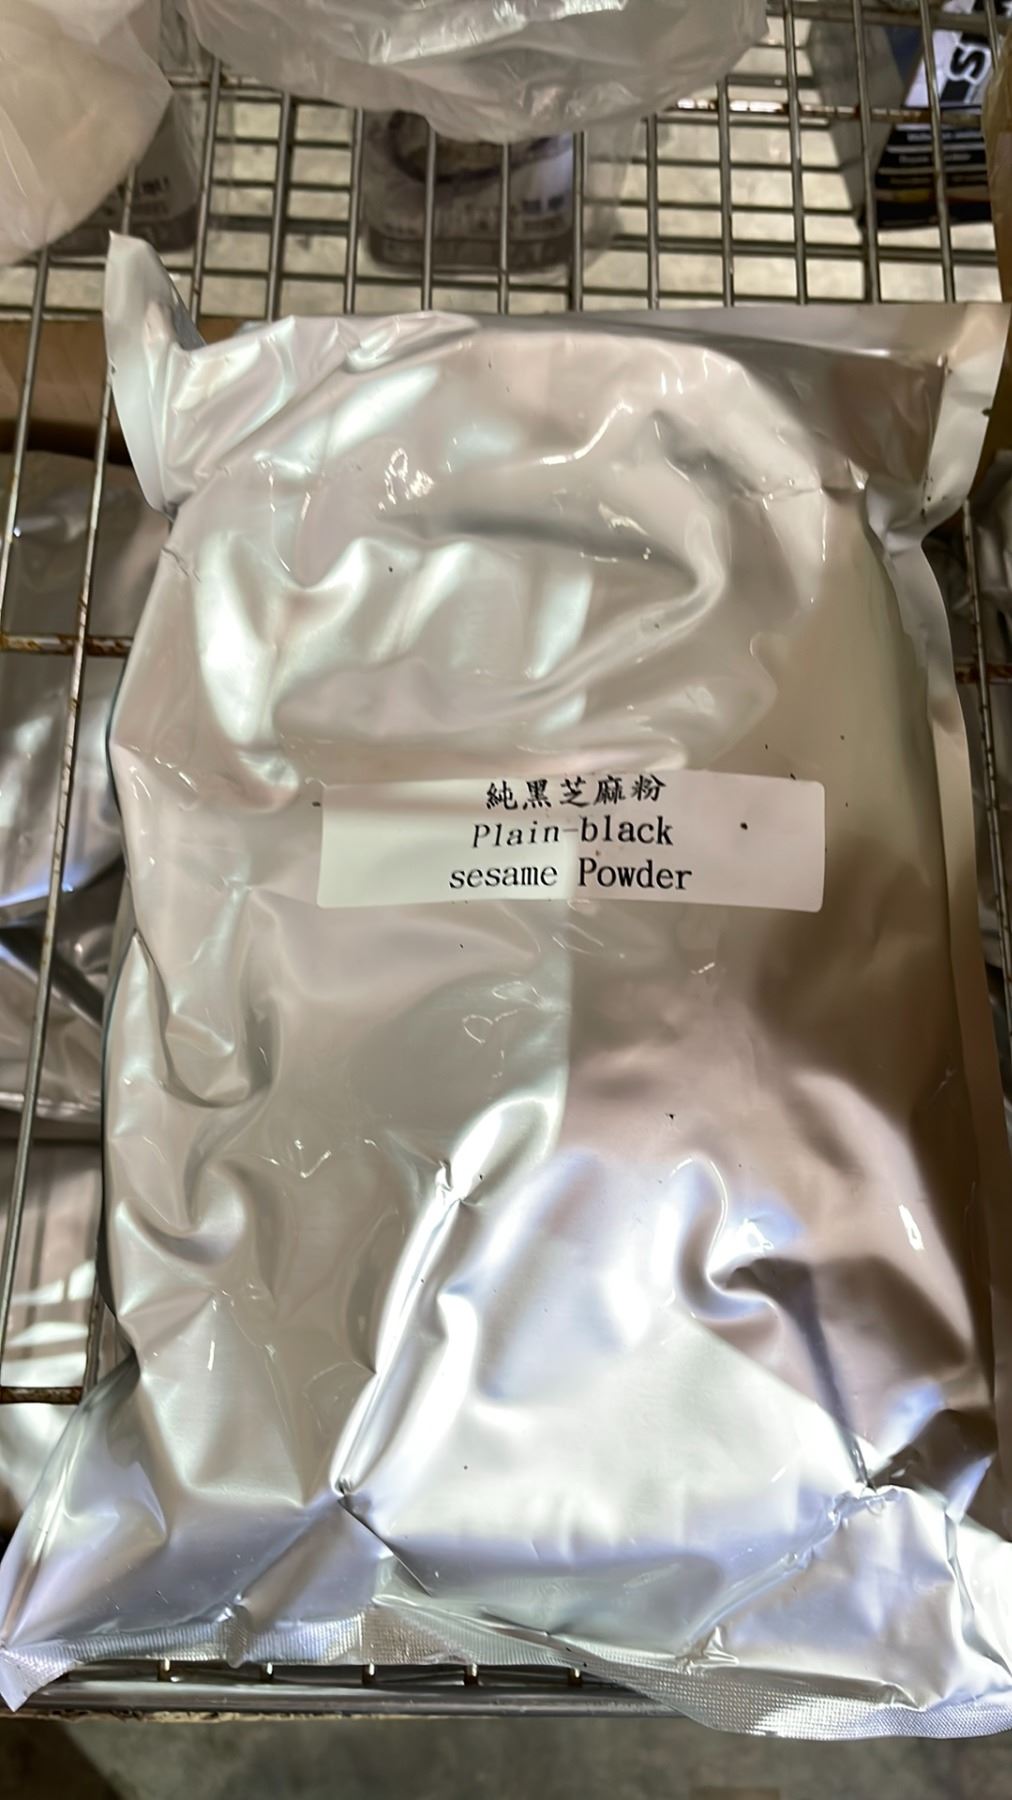 純黑芝麻粉
Plain-black
sesame Powder